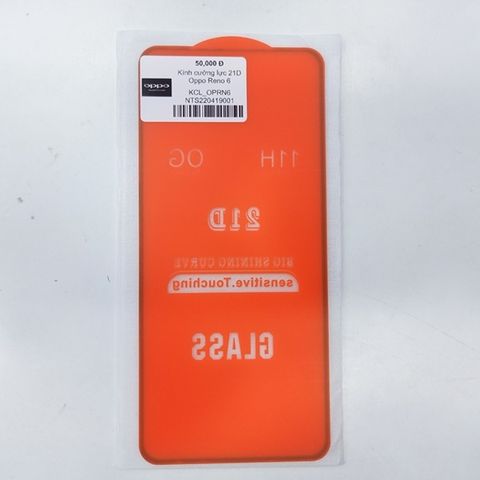 50,000 Đ
Kính cường lực 21D
Oppo Reno 6
oppo
KCL_OPRN6
NTS220419001
OG 11H
21D
BIG SHINING CURVE
sensitive.Touching
GLASS